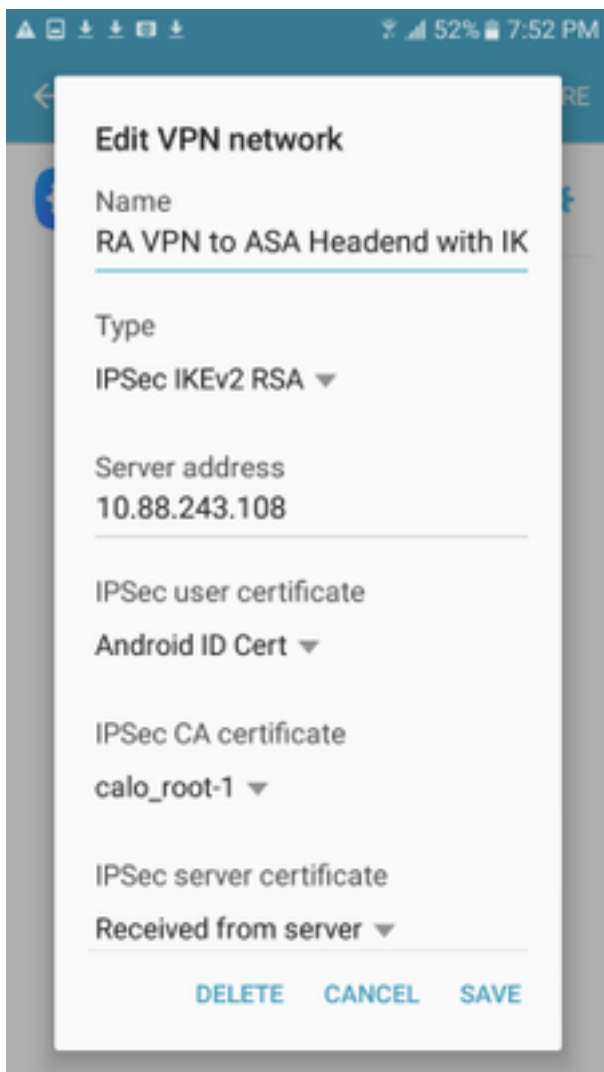 52% 7:52 PM
RE
Edit VPN network
Name
RA VPN to ASA Headend with IK
Type
IPSec IKEv2 RSA
Server address
10.88.243.108
IPSec user certificate
Android ID Cert
IPSec CA certificate
calo_root-1
IPSec server certificate
Received from server
DELETE CANCEL SAVE